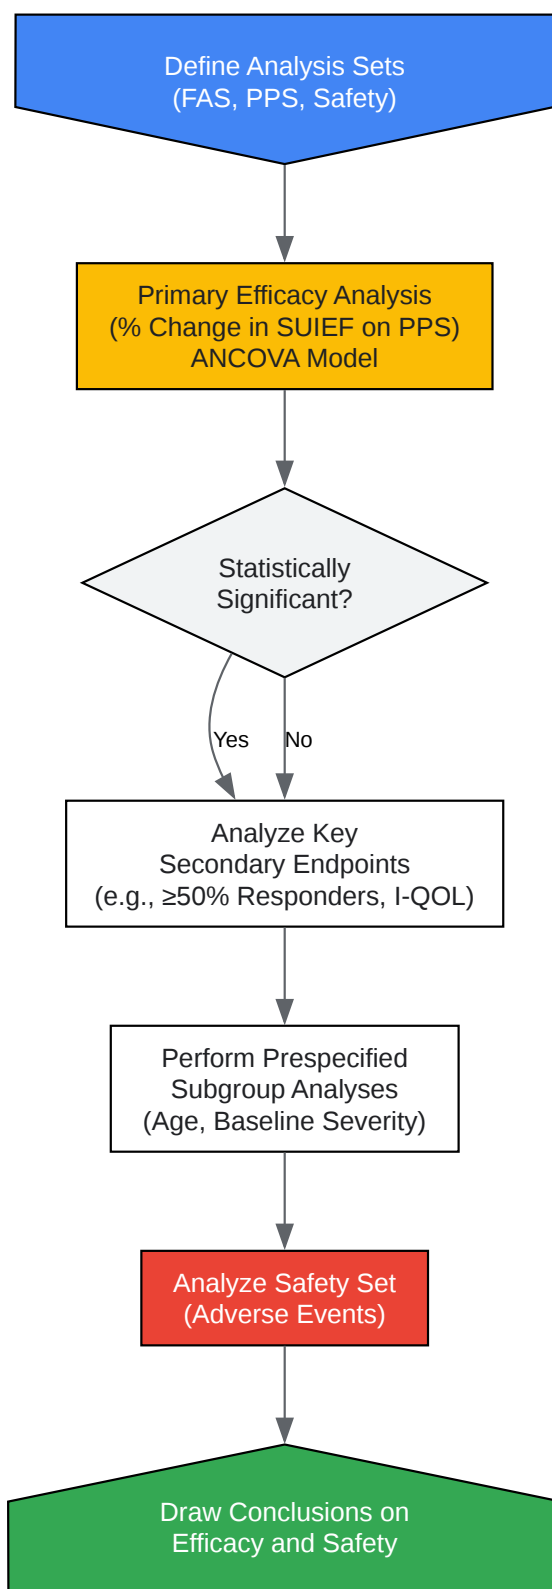 Define Analysis Sets
(FAS, PPS, Safety)
Primary Efficacy Analysis
(% Change in SUIEF on PPS)
ANCOVA Model
Statistically
Significant?
Yes
No
Analyze Key
Secondary Endpoints
(e.g., ≥50% Responders, I-QOL)
Perform Prespecified
Subgroup Analyses
(Age, Baseline Severity)
Analyze Safety Set
(Adverse Events)
Draw Conclusions on
Efficacy and Safety